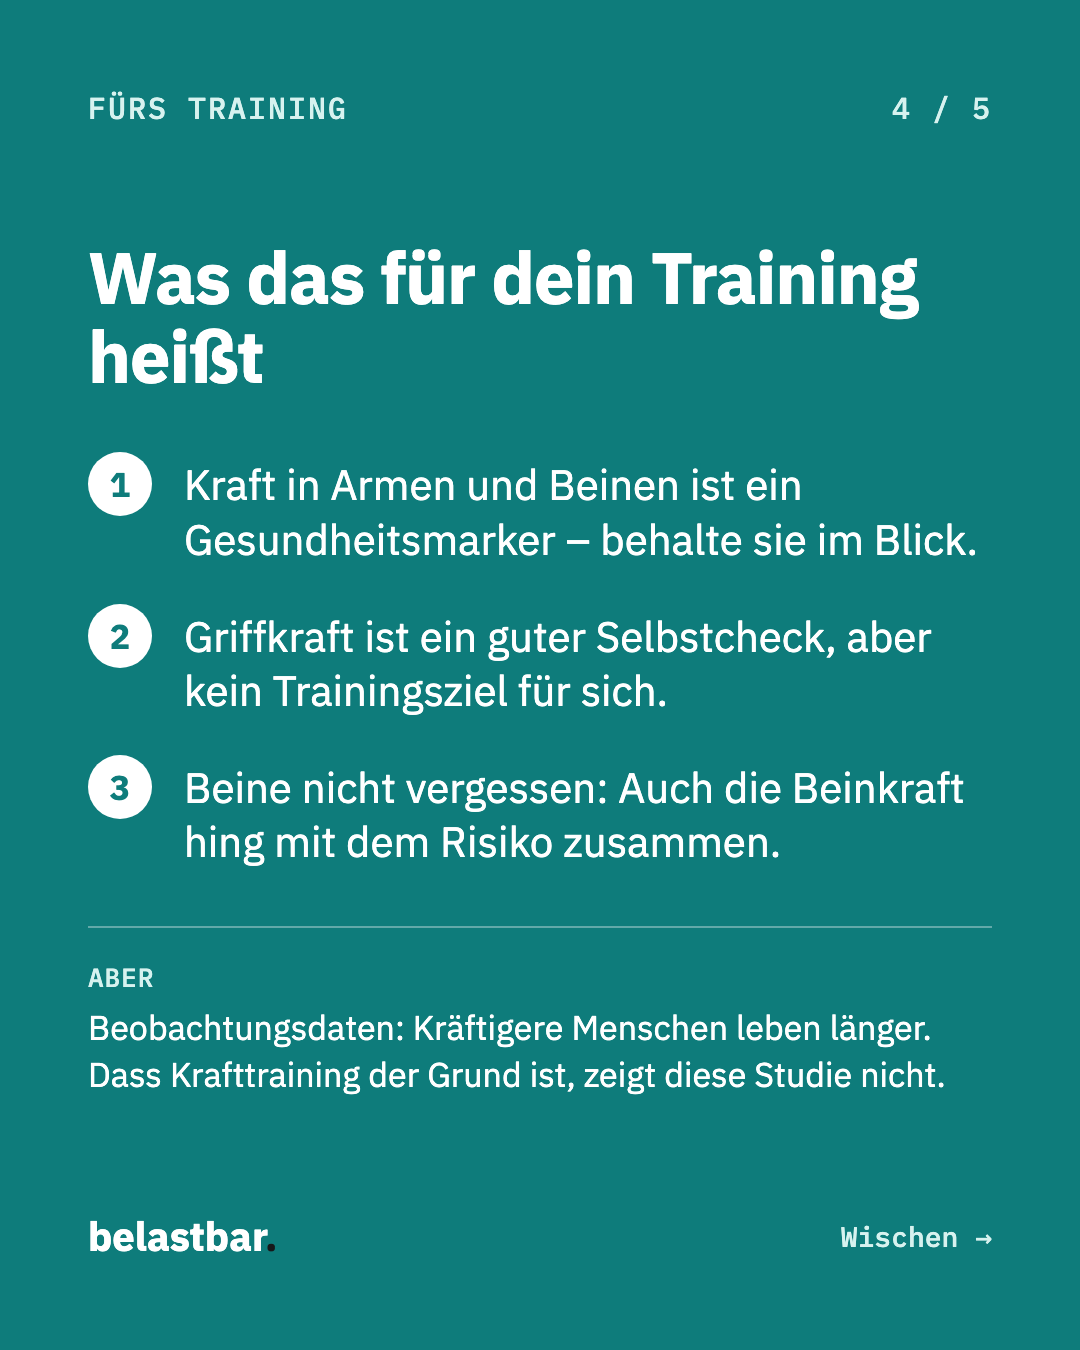 FÜRS TRAINING
4 / 5
Was das für dein Training
heißt
1 Kraft in Armen und Beinen ist ein
Gesundheitsmarker – behalte sie im Blick.
2 Griffkraft ist ein guter Selbstcheck, aber
kein Trainingsziel für sich.
3 Beine nicht vergessen: Auch die Beinkraft
hing mit dem Risiko zusammen.
ABER
Beobachtungsdaten: Kräftigere Menschen leben länger.
Dass Krafttraining der Grund ist, zeigt diese Studie nicht.
belastbar.
Wischen →